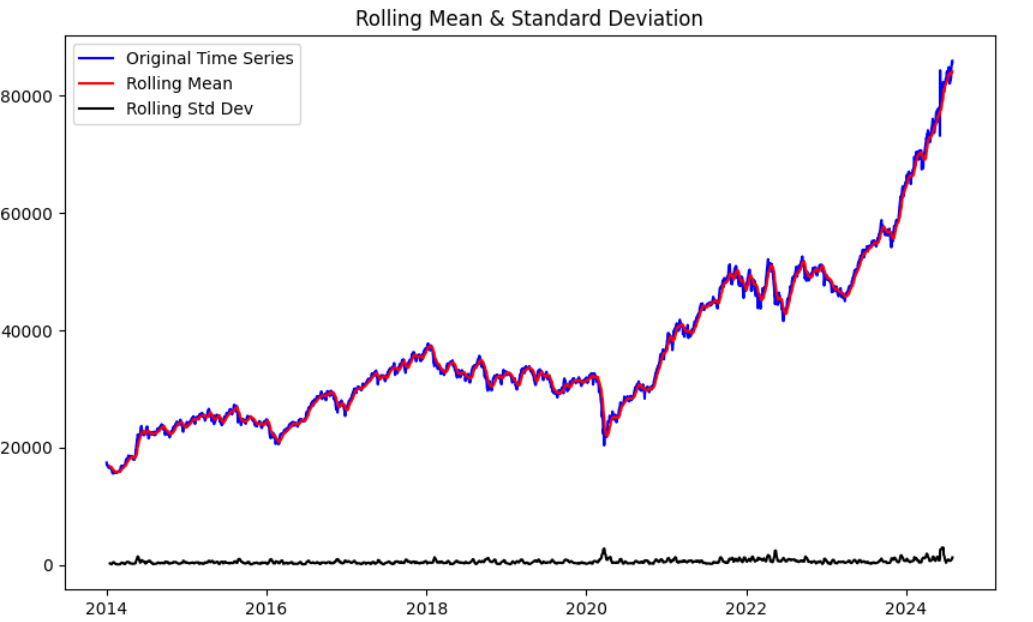 Rolling Mean & Standard Deviation
Original Time Series
Rolling Mean
Rolling Std Dev
80000
60000
40000
20000
0
2014 2016 2018 2020 2022 2024